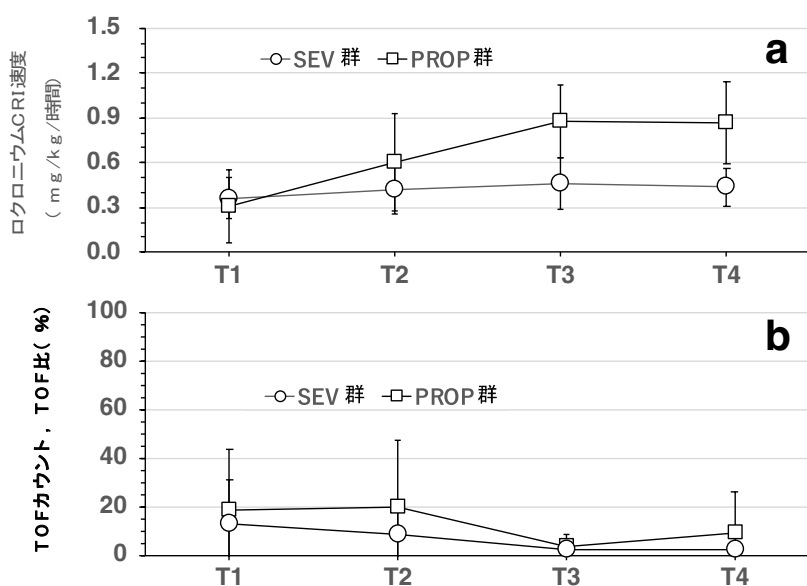 ロクロニウムCRI速度
( mg/kg/時間)
1.5
1.2
0.9
0.6
0.3
0.0
SEV 群 PROP 群
a
T1 T2 T3 T4
TOFカウント, TOF比( %)
100
80
60
40
20
0
SEV 群 PROP 群
b
T1 T2 T3 T4